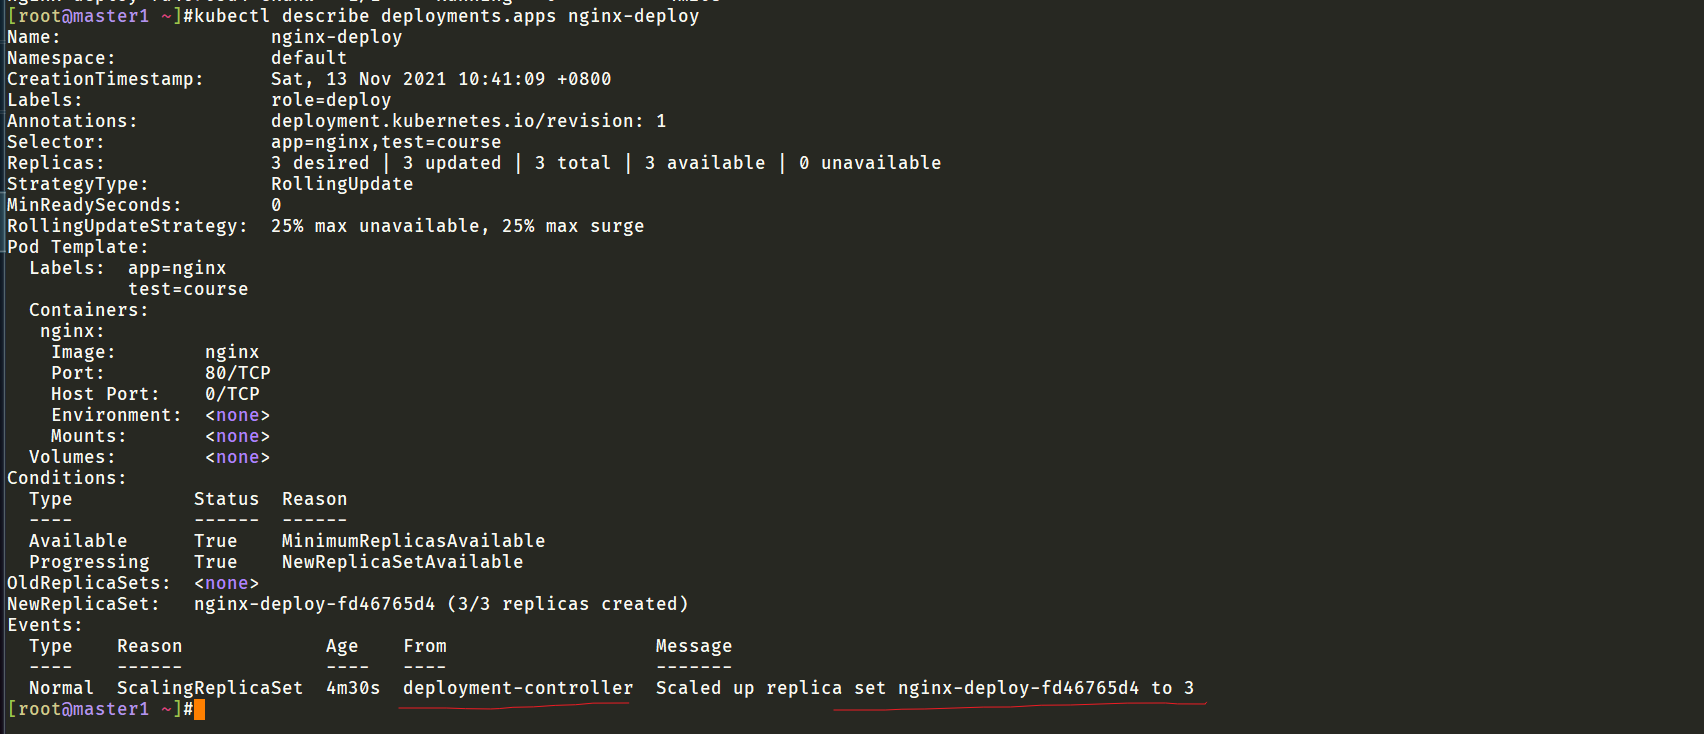 [root@master1 ~]#kubectl describe deployments.apps nginx-deploy
Name:                   nginx-deploy
Namespace:              default
CreationTimestamp:      Sat, 13 Nov 2021 10:41:09 +0800
Labels:                 role=deploy
Annotations:            deployment.kubernetes.io/revision: 1
Selector:               app=nginx,test=course
Replicas:               3 desired | 3 updated | 3 total | 3 available | 0 unavailable
StrategyType:           RollingUpdate
MinReadySeconds:        0
RollingUpdateStrategy:  25% max unavailable, 25% max surge
Pod Template:
  Labels:  app=nginx
           test=course
  Containers:
   nginx:
    Image:        nginx
    Port:         80/TCP
    Host Port:    0/TCP
    Environment:  <none>
    Mounts:       <none>
  Volumes:        <none>
Conditions:
  Type           Status  Reason
  ----           ------  ------
  Available      True    MinimumReplicasAvailable
  Progressing    True    NewReplicaSetAvailable
OldReplicaSets:  <none>
NewReplicaSet:   nginx-deploy-fd46765d4 (3/3 replicas created)
Events:
  Type    Reason             Age    From                   Message
  ----    ------             ----   ----                   -------
  Normal  ScalingReplicaSet  4m30s  deployment-controller  Scaled up replica set nginx-deploy-fd46765d4 to 3
[root@master1 ~]#